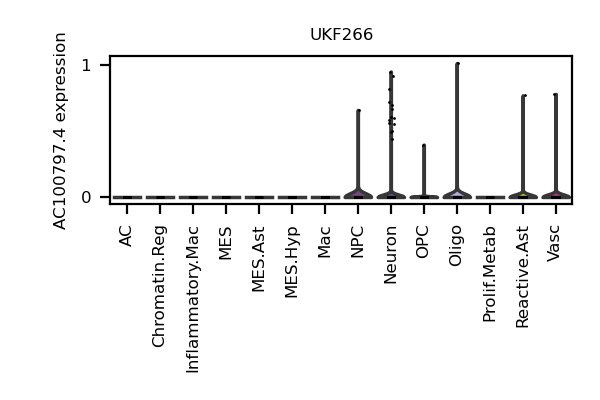 UKF266
AC100797.4 expression
1
0
AC
Chromatin.Reg
Inflammatory.Mac
MES
MES.Ast
MES.Hyp
Mac
NPC
Neuron
OPC
Oligo
Prolif.Metab
Reactive.Ast
Vasc